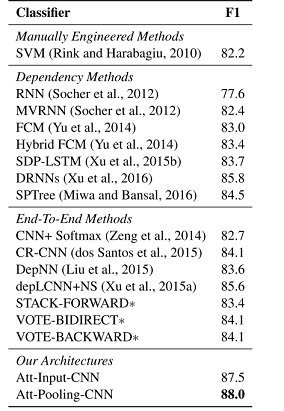 Classifier F1
Manually Engineered Methods
SVM (Rink and Harabagiu, 2010) 82.2
Dependency Methods
RNN (Socher et al., 2012) 77.6
MVRNN (Socher et al., 2012) 82.4
FCM (Yu et al., 2014) 83.0
Hybrid FCM (Yu et al., 2014) 83.4
SDP-LSTM (Xu et al., 2015b) 83.7
DRNNs (Xu et al., 2016) 85.8
SPTree (Miwa and Bansal, 2016) 84.5
End-To-End Methods
CNN+ Softmax (Zeng et al., 2014) 82.7
CR-CNN (dos Santos et al., 2015) 84.1
DepNN (Liu et al., 2015) 83.6
depLCNN+NS (Xu et al., 2015a) 85.6
STACK-FORWARD∗ 83.4
VOTE-BIDIRECT∗ 84.1
VOTE-BACKWARD∗ 84.1
Our Architectures
Att-Input-CNN 87.5
Att-Pooling-CNN 88.0